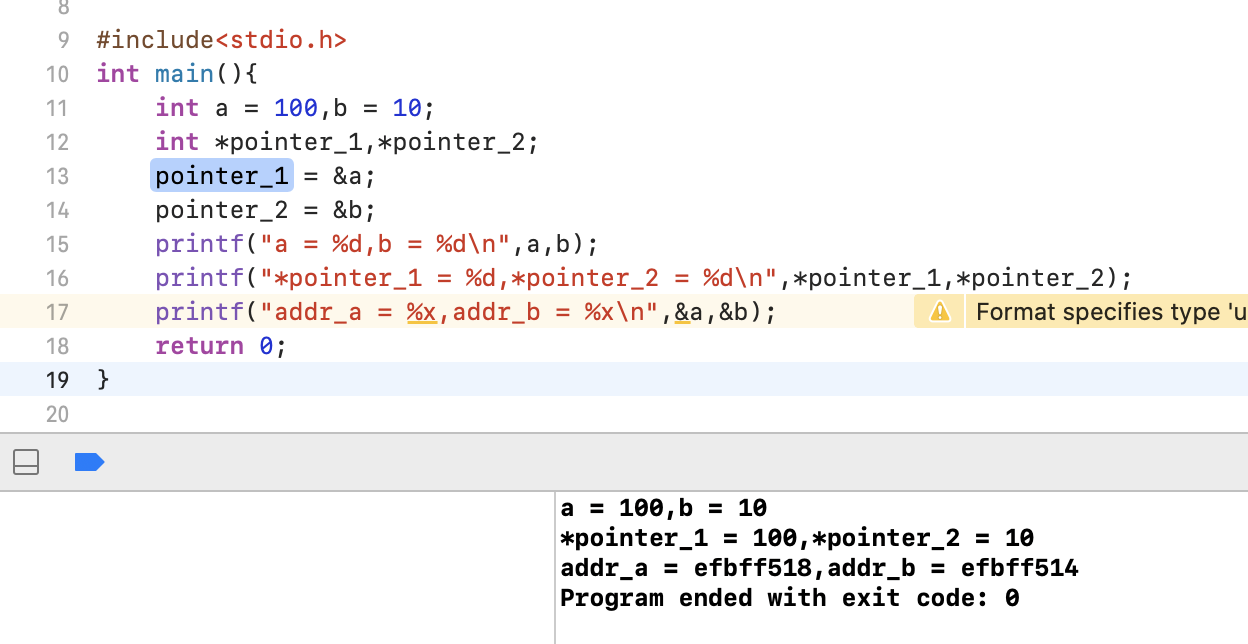 8
9 #include<stdio.h>
10 int main(){
11     int a = 100,b = 10;
12     int *pointer_1,*pointer_2;
13     pointer_1 = &a;
14     pointer_2 = &b;
15     printf("a = %d,b = %d\n",a,b);
16     printf("*pointer_1 = %d,*pointer_2 = %d\n",*pointer_1,*pointer_2);
17     printf("addr_a = %x,addr_b = %x\n",&a,&b); Format specifies type 'u
18     return 0;
19 }
20
a = 100,b = 10
*pointer_1 = 100,*pointer_2 = 10
addr_a = efbff518,addr_b = efbff514
Program ended with exit code: 0